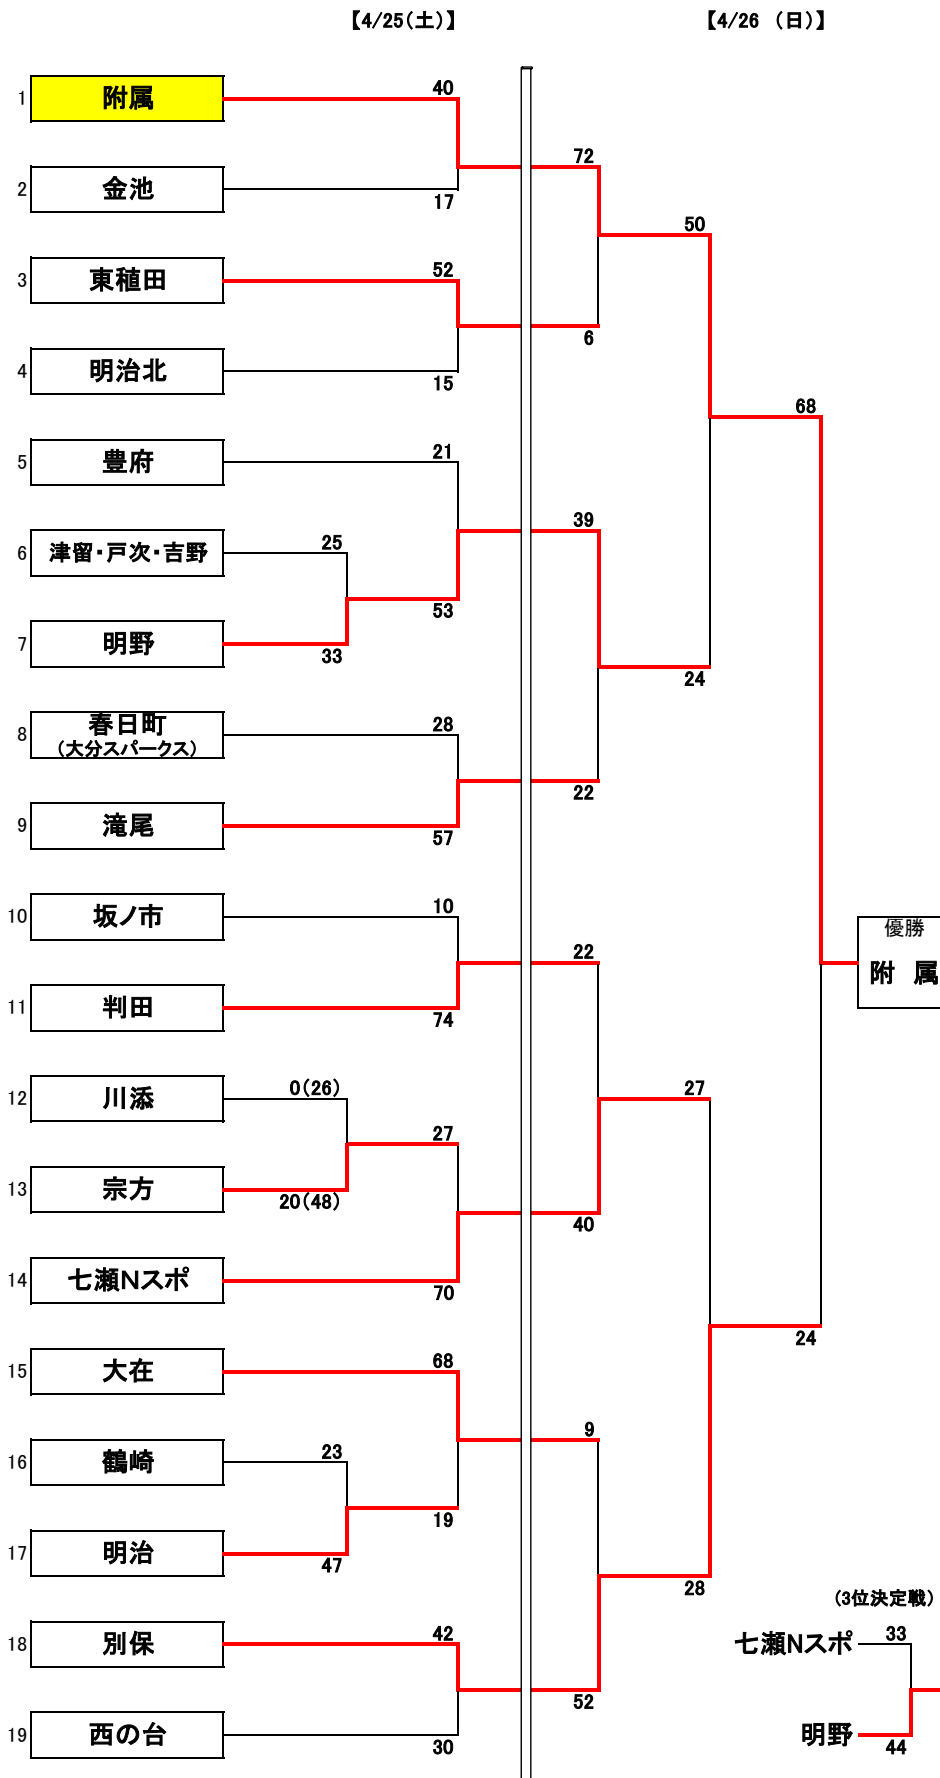 【4/25(土)】
【4/26 (日)】
1 附属 40
72
2 金池 17
50
3 東稙田 52
6
4 明治北 15
68
5 豊府 21
39
6 津留・戸次・吉野 25
53
7 明野 33
24
8 春日町 28
(大分スパークス)
22
9 滝尾 57
10 坂ノ市 10
優勝
22
附 属
11 判田 74
12 川添 0(26)
27
27
13 宗方 20(48)
40
14 七瀬Nスポ 70
24
15 大在 68
9
16 鶴崎 23
19
17 明治 47
28
(3位決定戦)
18 別保 42
七瀬Nスポ 33
52
19 西の台 30
明野 44